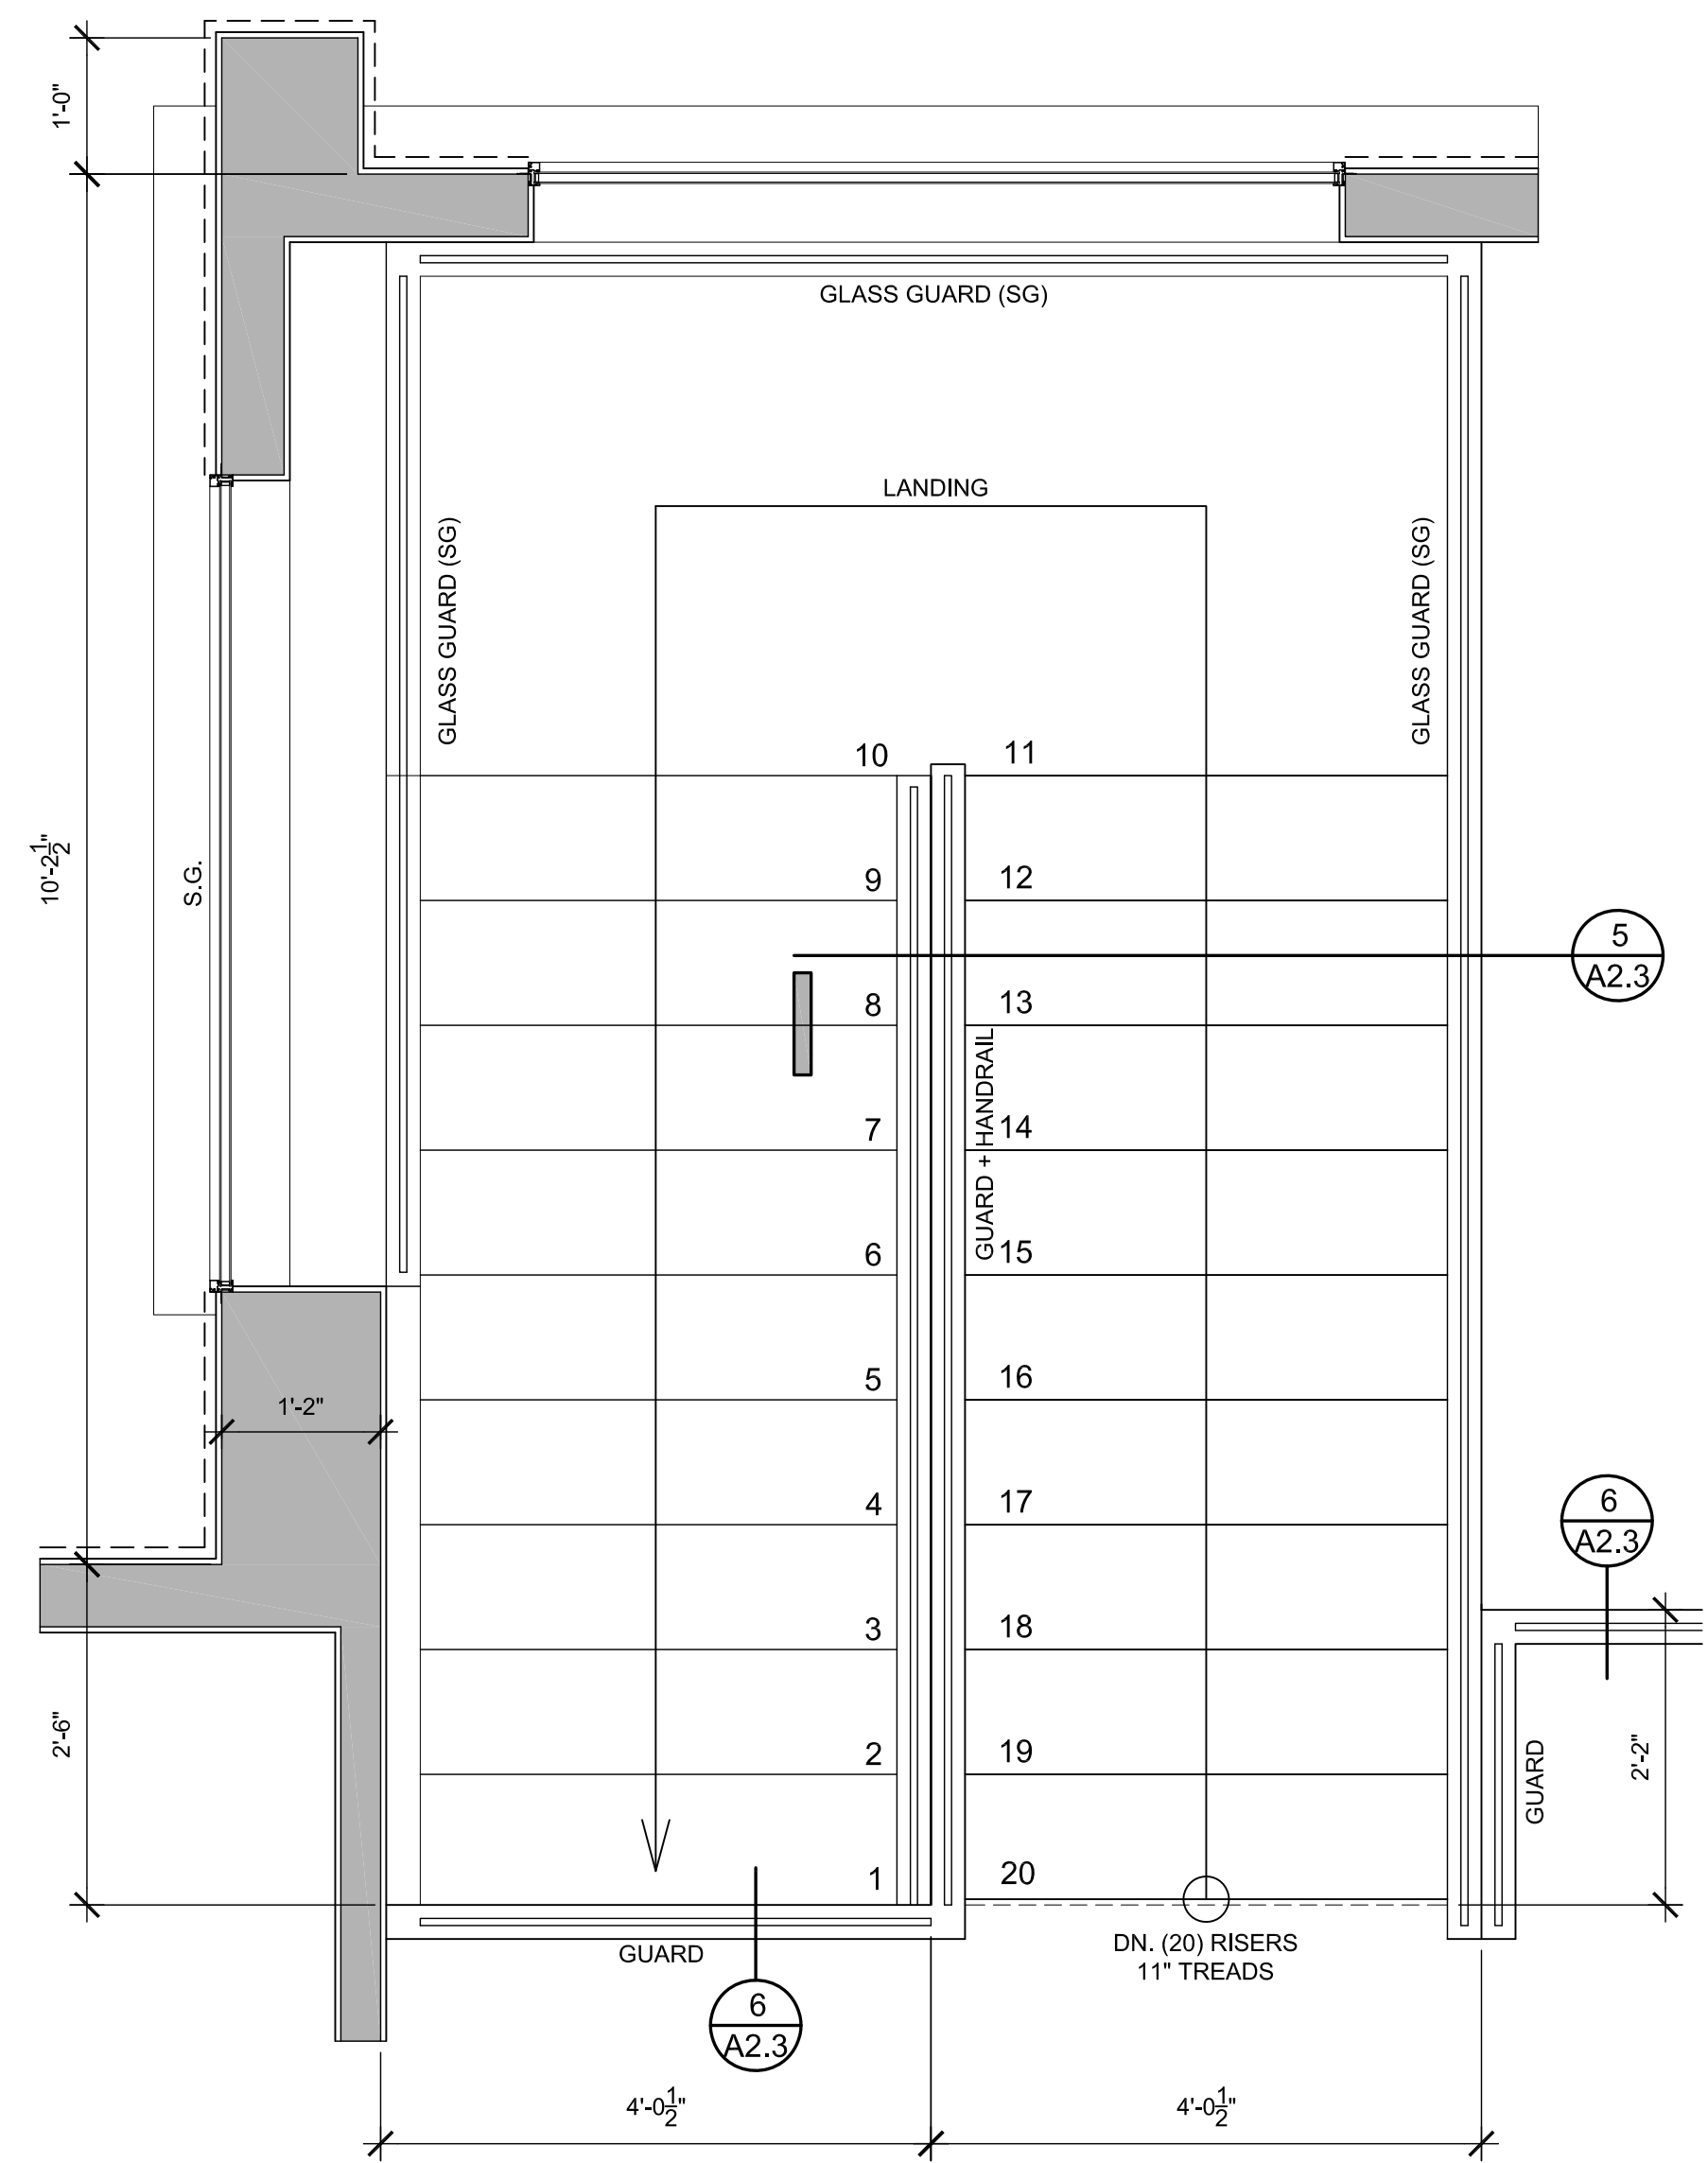 1'-0"
GLASS GUARD (SG)
LANDING
GLASS GUARD (SG)
GLASS GUARD (SG)
10 11
10'-2 1/2"
S.G.
9 12
5
A2.3
8 13
GUARD + HANDRAIL
7 14
6 15
5 16
1'-2"
4 17
6
A2.3
3 18
2'-6"
2 19
GUARD
2'-2"
1 20
GUARD
DN. (20) RISERS
11" TREADS
6
A2.3
4'-0 1/2"
4'-0 1/2"